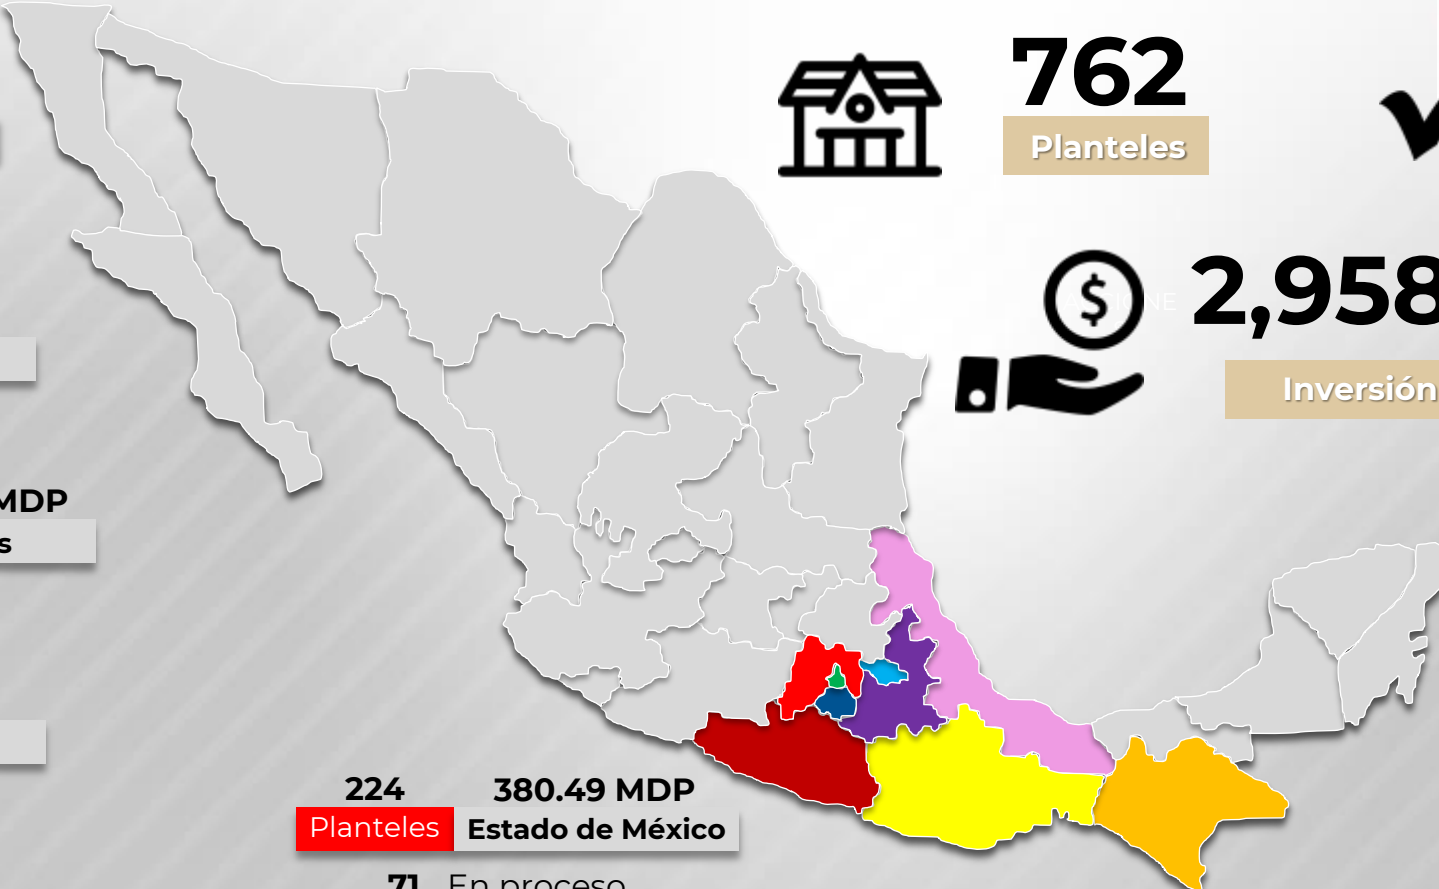 762
Planteles
2,958
Inversión
MDP
s
224 380.49 MDP
Planteles Estado de México
71 En proceso